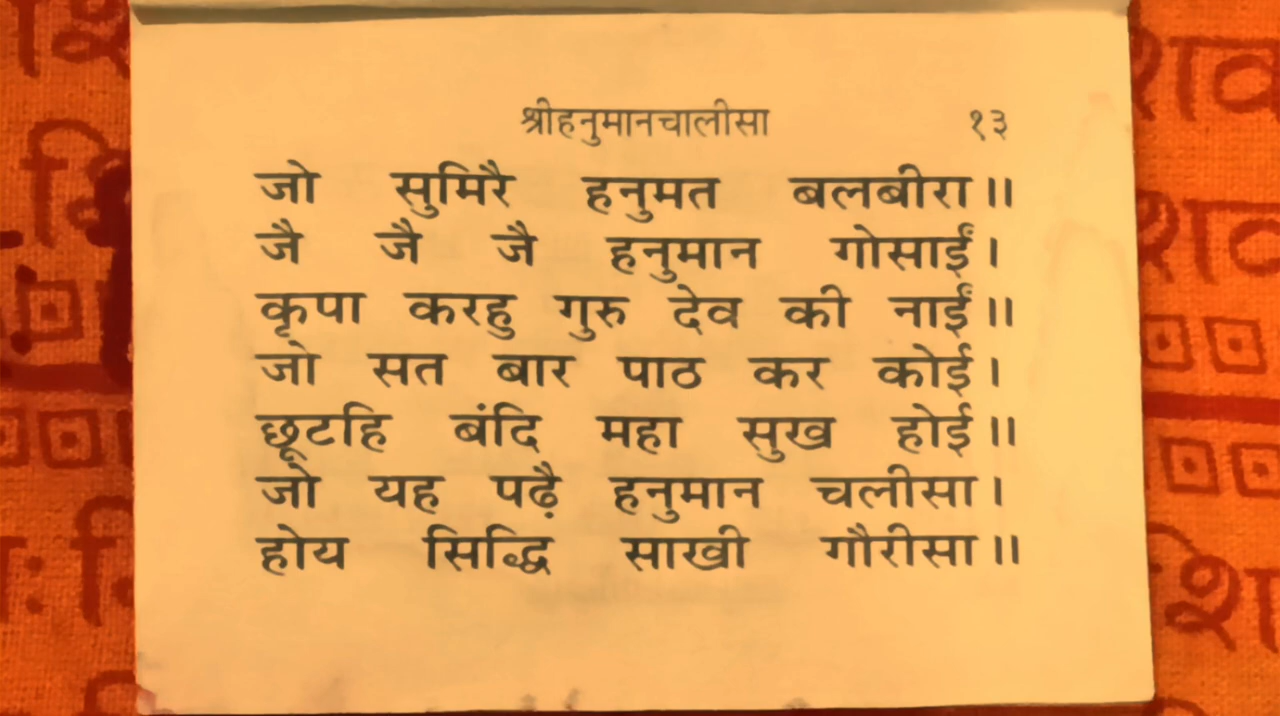 श्रीहनुमानचालीसा १३
जो सुमिरै हनुमत बलबीरा॥
जै जै जै हनुमान गोसाईं।
कृपा करहु गुरु देव की नाईं॥
जो सत बार पाठ कर कोई।
छूटहि बंदि महा सुख होई॥
जो यह पढ़ै हनुमान चलीसा।
होय सिद्धि साखी गौरीसा॥